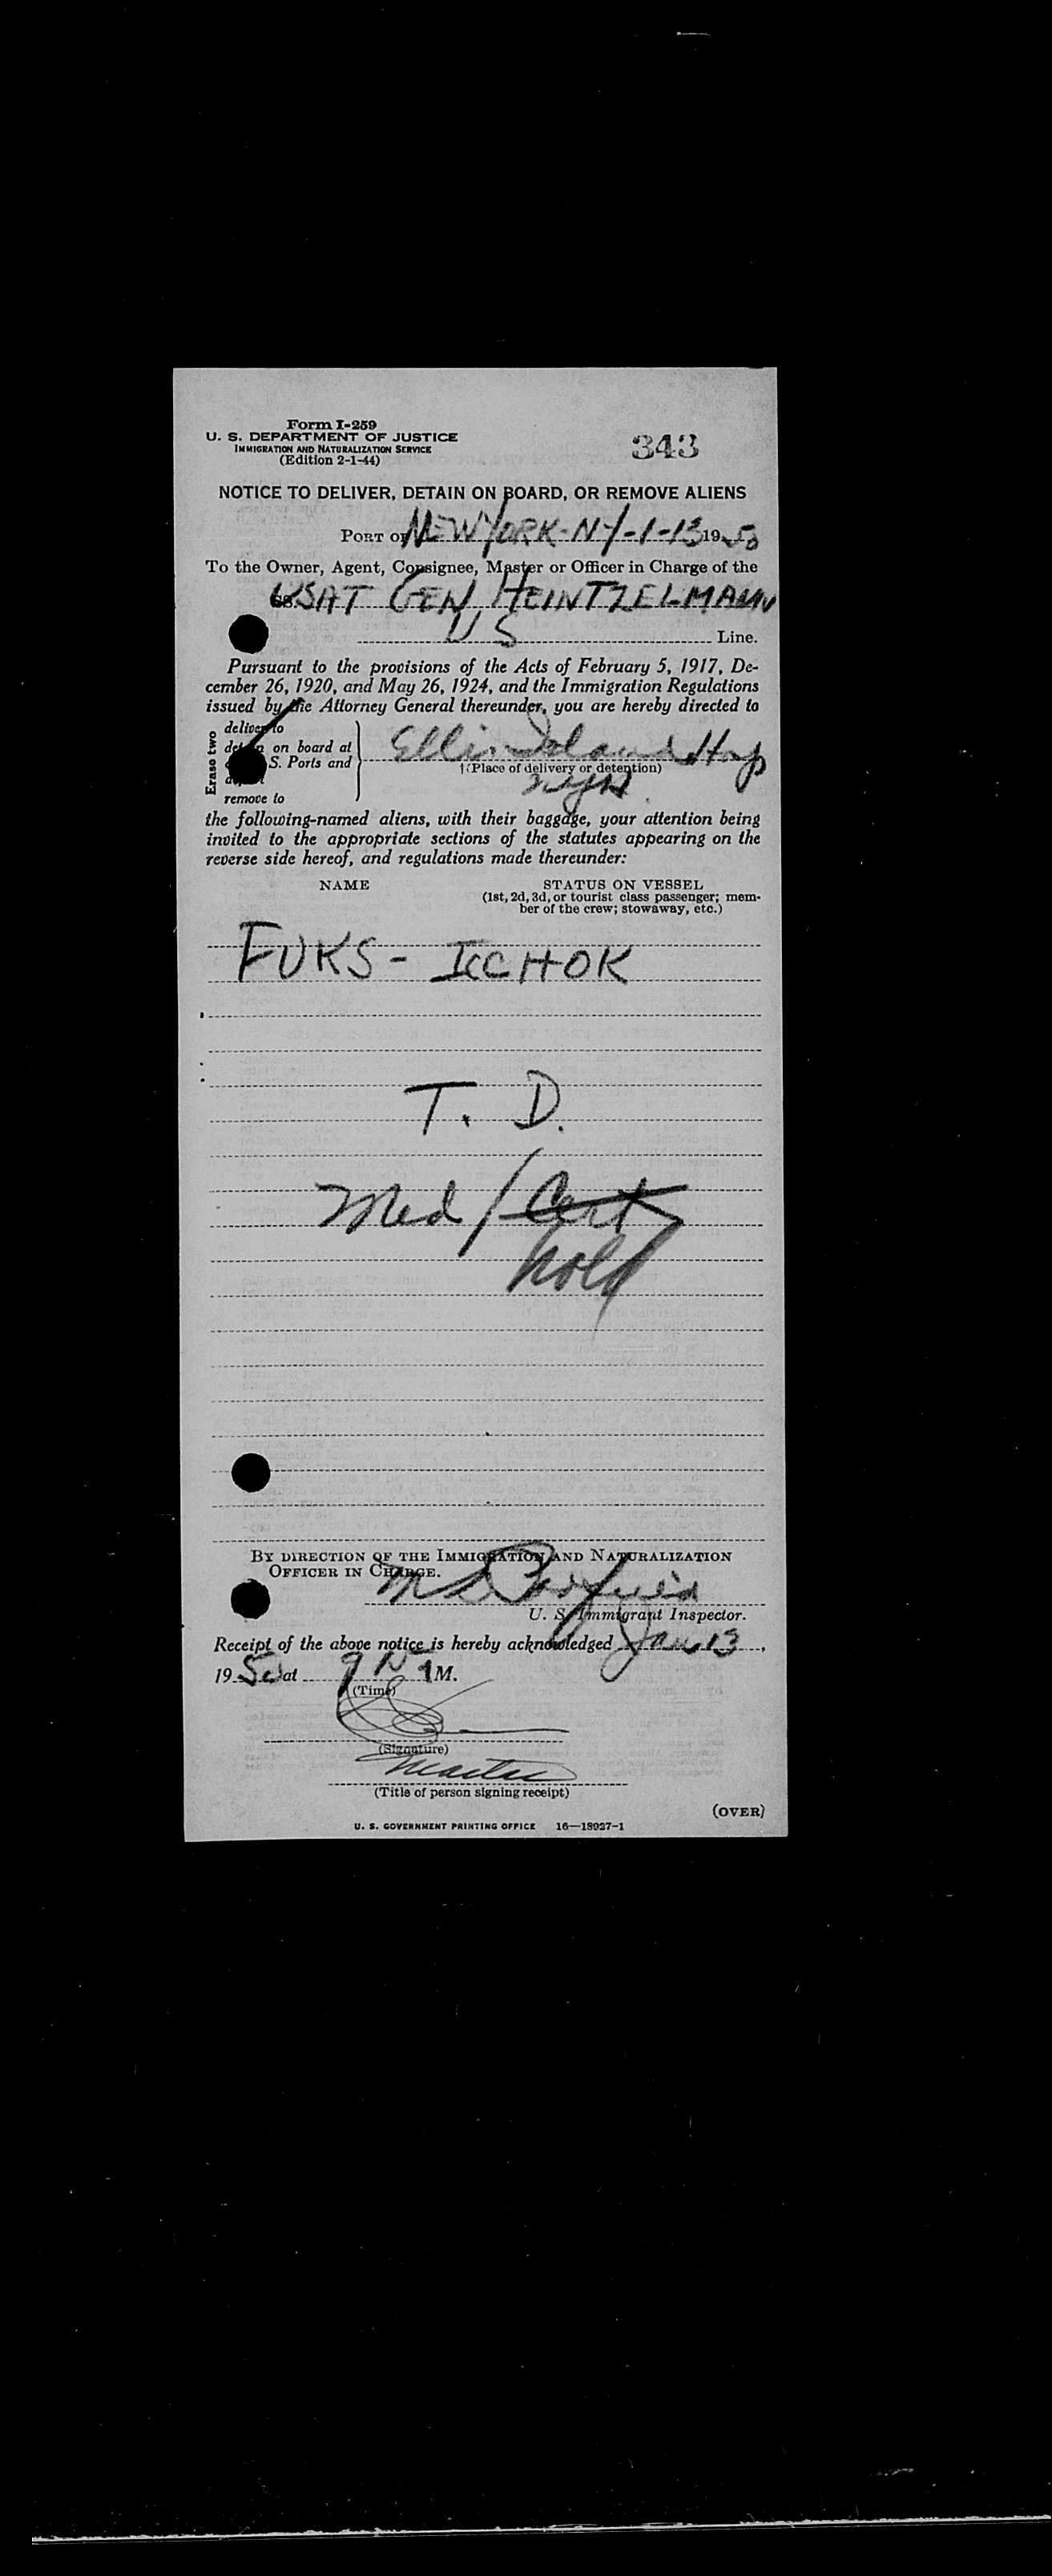 Form I-259
U. S. DEPARTMENT OF JUSTICE
IMMIGRATION AND NATURALIZATION SERVICE
(Edition 2-1-44)
343
NOTICE TO DELIVER, DETAIN ON BOARD, OR REMOVE ALIENS
PORT OF NEW YORK-NY-1-13 1950
To the Owner, Agent, Consignee, Master or Officer in Charge of the
USAT GEN HEINTZELMANN
US Line.
Pursuant to the provisions of the Acts of February 5, 1917, De-
cember 26, 1920, and May 26, 1924, and the Immigration Regulations
issued by the Attorney General thereunder, you are hereby directed to
Erase two
deliver to
on board at
S. Ports and
remove to
Ellis Island Hosp
(Place of delivery or detention)
the following-named aliens, with their baggage, your attention being
invited to the appropriate sections of the statutes appearing on the
reverse side hereof, and regulations made thereunder:
NAME STATUS ON VESSEL
(1st, 2d, 3d, or tourist class passenger; mem-
ber of the crew; stowaway, etc.)
FUKS - ICCHOK
T. D.
Med / Cert
hold
BY DIRECTION OF THE IMMIGRATION AND NATURALIZATION
OFFICER IN CHARGE.
U. S. Immigrant Inspector.
Receipt of the above notice is hereby acknowledged Jan 13,
1950 at 9 M.
(Time)
(Signature)
Master
(Title of person signing receipt)
(OVER)
U. S. GOVERNMENT PRINTING OFFICE 16—18927-1